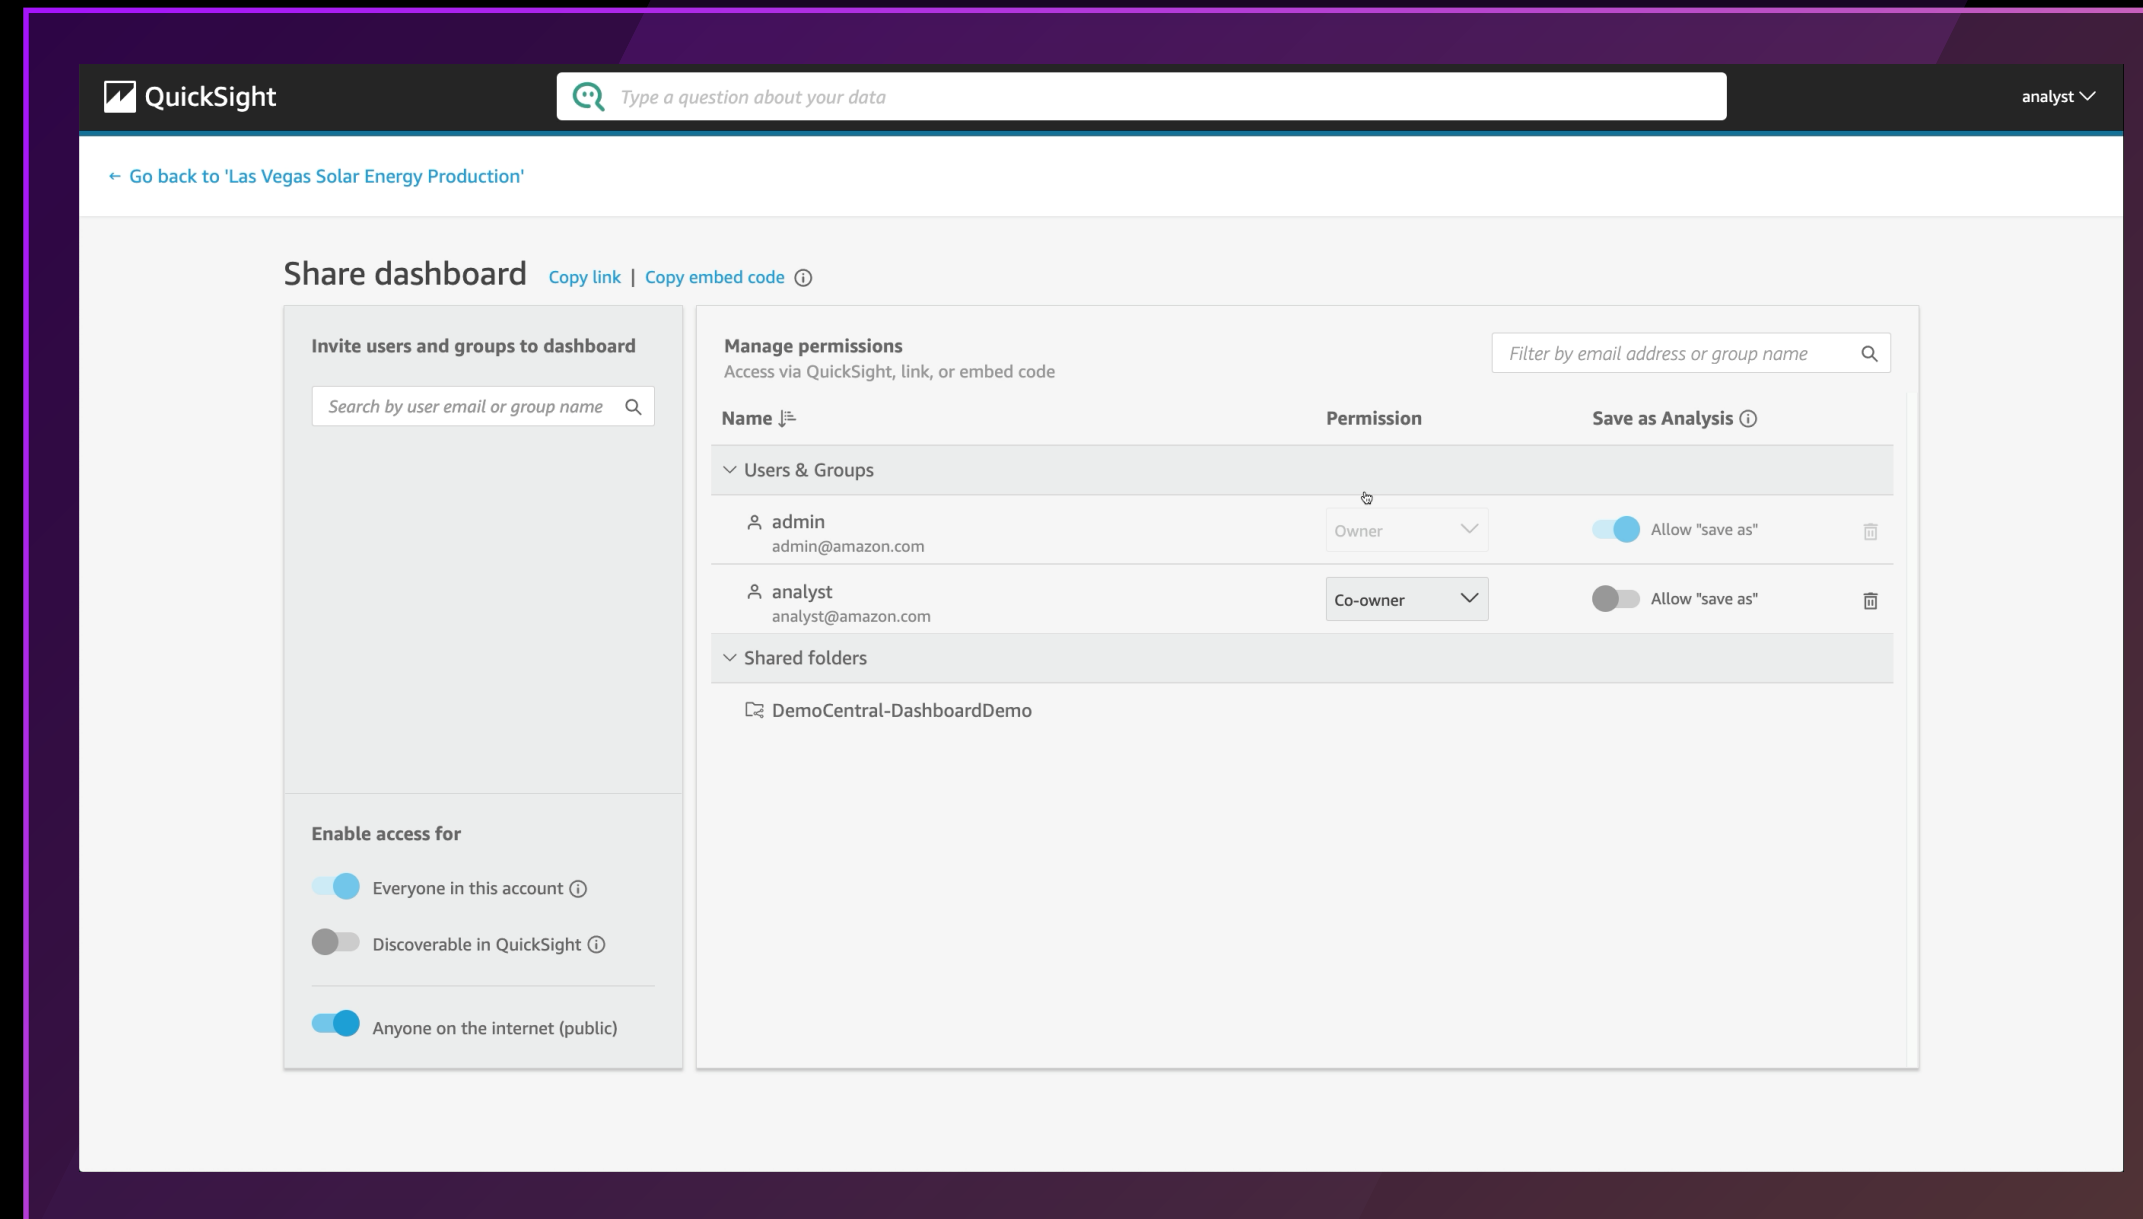 QuickSight
Type a question about your data
analyst
← Go back to 'Las Vegas Solar Energy Production'
Share dashboard
Copy link | Copy embed code
Invite users and groups to dashboard
Search by user email or group name
Enable access for
Everyone in this account
Discoverable in QuickSight
Anyone on the internet (public)
Manage permissions
Access via QuickSight, link, or embed code
Filter by email address or group name
Name
Permission
Save as Analysis
Users & Groups
admin
admin@amazon.com
Owner
Allow "save as"
analyst
analyst@amazon.com
Co-owner
Allow "save as"
Shared folders
DemoCentral-DashboardDemo